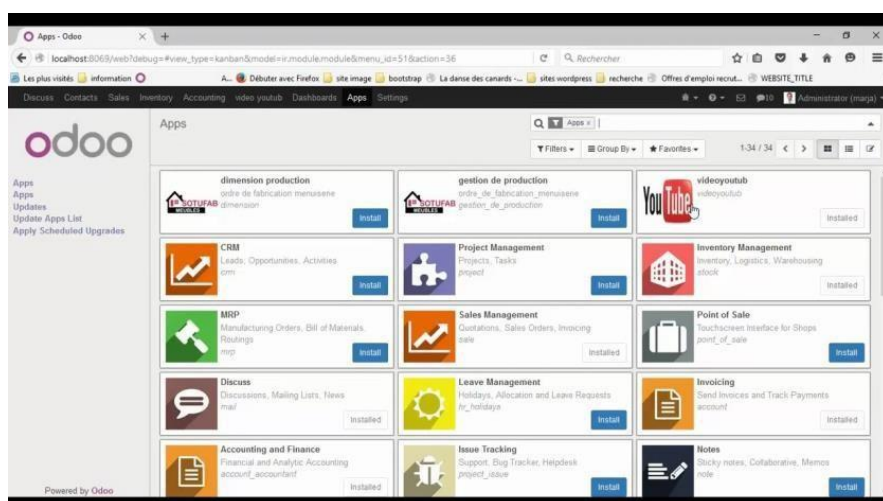 Apps - Odoo
localhost:8069/web?debug=#view_type=kanban&model=ir.module.module&menu_id=51&action=36
Rechercher
Les plus visités information A... Débuter avec Firefox site image bootstrap La danse des canards -... sites wordpress recherche Offres d'emploi recrut... WEBSITE_TITLE
Discuss Contacts Sales Inventory Accounting video youtub Dashboards Apps Settings
10 Administrator (marja)
odoo
Apps
Apps x
Filters Group By Favorites 1-34 / 34
Apps
Apps
Updates
Update Apps List
Apply Scheduled Upgrades
SOTUFAB
MEUBLES
dimension production
ordre de fabrication menuiserie
dimension
Install
SOTUFAB
MEUBLES
gestion de production
ordre_de_fabrication_menuiserie
gestion_de_production
Install
You Tube
videoyoutub
videoyoutub
Installed
CRM
Leads, Opportunities, Activities
crm
Install
Project Management
Projects, Tasks
project
Install
Inventory Management
Inventory, Logistics, Warehousing
stock
Installed
MRP
Manufacturing Orders, Bill of Materials,
Routings
mrp
Install
Sales Management
Quotations, Sales Orders, Invoicing
sale
Installed
Point of Sale
Touchscreen Interface for Shops
point_of_sale
Install
Discuss
Discussions, Mailing Lists, News
mail
Installed
Leave Management
Holidays, Allocation and Leave Requests
hr_holidays
Install
Invoicing
Send Invoices and Track Payments
account
Installed
Accounting and Finance
Financial and Analytic Accounting
account_accountant
Installed
Issue Tracking
Support, Bug Tracker, Helpdesk
project_issue
Install
Notes
Sticky notes, Collaborative, Memos
note
Install
Powered by Odoo